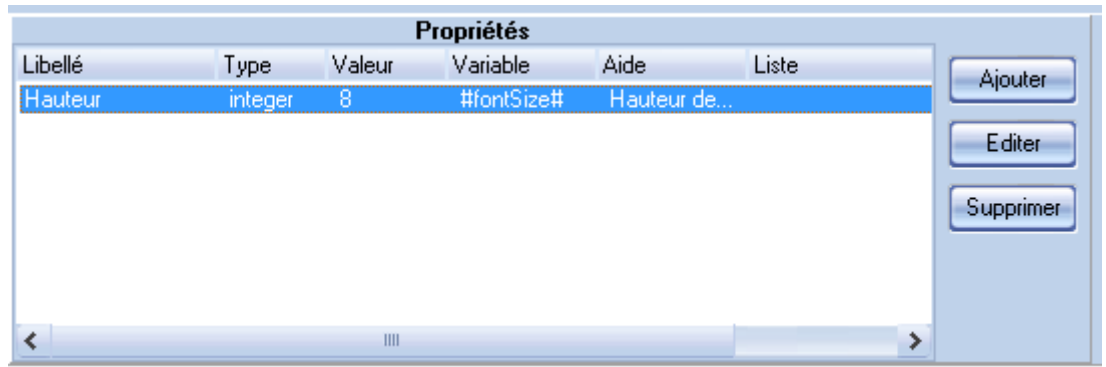 Propriétés
Libellé Type Valeur Variable Aide Liste
Hauteur integer 8 #fontSize# Hauteur de...
Ajouter
Editer
Supprimer